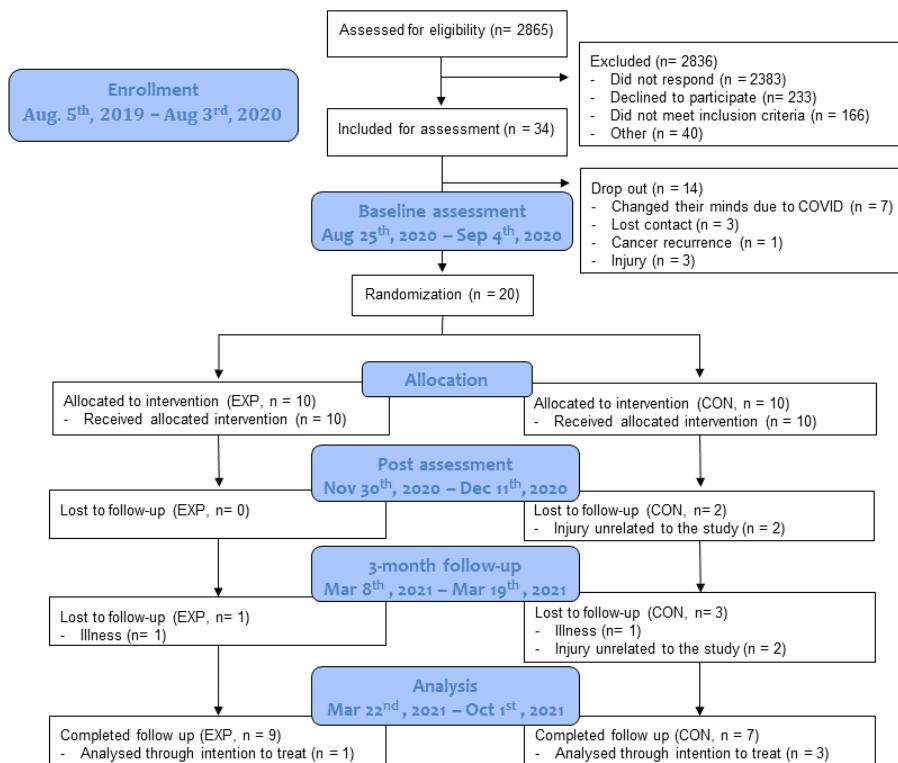 Assessed for eligibility (n= 2865)
Excluded (n= 2836)
- Did not respond (n = 2383)
- Declined to participate (n= 233)
- Did not meet inclusion criteria (n = 166)
- Other (n = 40)
Enrollment
Aug. 5th, 2019 – Aug 3rd, 2020
Included for assessment (n = 34)
Drop out (n = 14)
- Changed their minds due to COVID (n = 7)
- Lost contact (n = 3)
- Cancer recurrence (n = 1)
- Injury (n = 3)
Baseline assessment
Aug 25th, 2020 – Sep 4th, 2020
Randomization (n = 20)
Allocation
Allocated to intervention (EXP, n = 10)
- Received allocated intervention (n = 10)
Allocated to intervention (CON, n = 10)
- Received allocated intervention (n = 10)
Post assessment
Nov 30th, 2020 – Dec 11th, 2020
Lost to follow-up (EXP, n= 0)
Lost to follow-up (CON, n= 2)
- Injury unrelated to the study (n = 2)
3-month follow-up
Mar 8th , 2021 – Mar 19th , 2021
Lost to follow-up (EXP, n= 1)
- Illness (n= 1)
Lost to follow-up (CON, n = 3)
- Illness (n= 1)
- Injury unrelated to the study (n = 2)
Analysis
Mar 22nd , 2021 – Oct 1st , 2021
Completed follow up (EXP, n = 9)
- Analysed through intention to treat (n = 1)
Completed follow up (CON, n = 7)
- Analysed through intention to treat (n = 3)